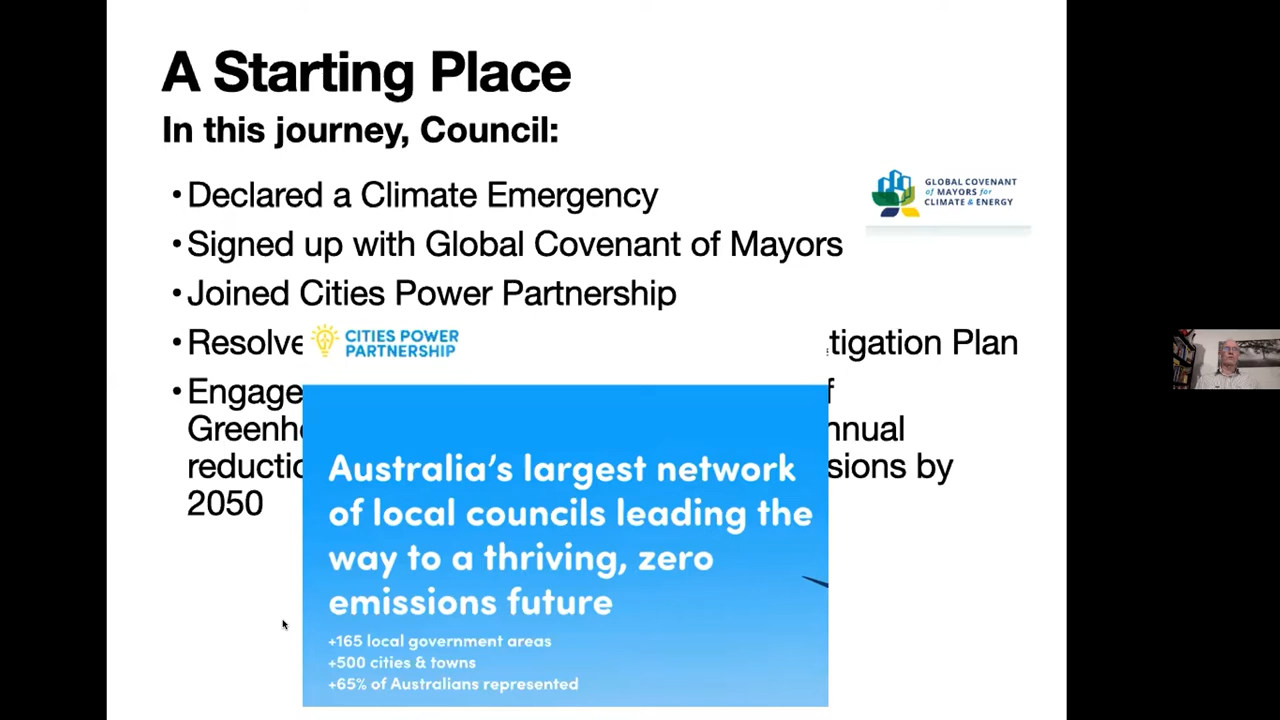 A Starting Place
In this journey, Council:
•Declared a Climate Emergency
•Signed up with Global Covenant of Mayors
•Joined Cities Power Partnership
•Resolve tigation Plan
•Engage f
Greenh nnual
reductio sions by
2050
GLOBAL COVENANT
of MAYORS for
CLIMATE & ENERGY
CITIES POWER
PARTNERSHIP
Australia's largest network
of local councils leading the
way to a thriving, zero
emissions future
+165 local government areas
+500 cities & towns
+65% of Australians represented